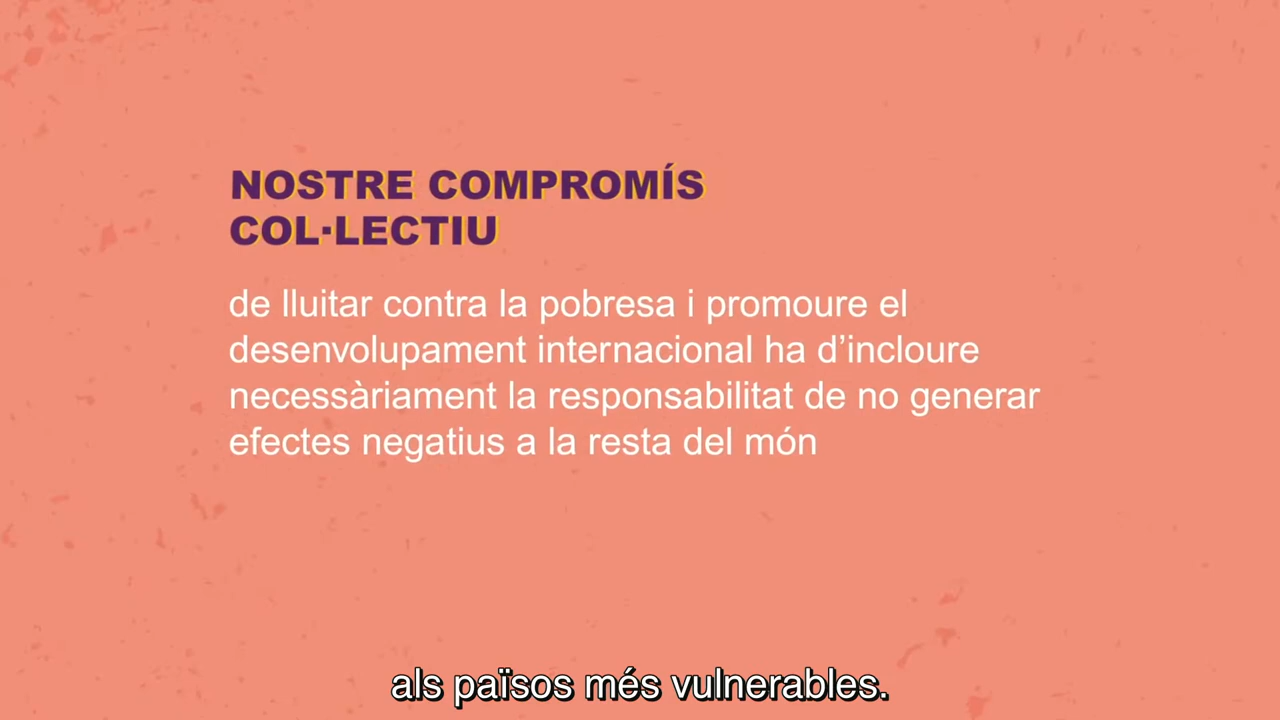 NOSTRE COMPROMÍS
COL·LECTIU
de lluitar contra la pobresa i promoure el
desenvolupament internacional ha d’incloure
necessàriament la responsabilitat de no generar
efectes negatius a la resta del món
als països més vulnerables.